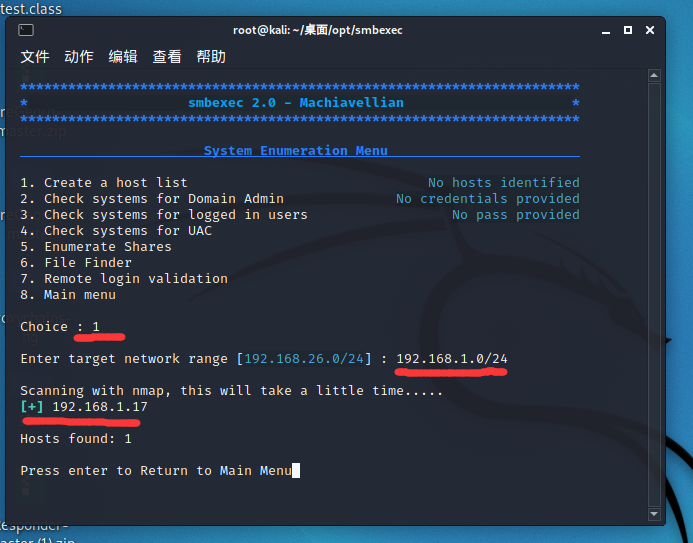 test.class
root@kali: ~/桌面/opt/smbexec
文件 动作 编辑 查看 帮助
************************************************************************
* smbexec 2.0 - Machiavellian *
************************************************************************
System Enumeration Menu
1. Create a host list No hosts identified
2. Check systems for Domain Admin No credentials provided
3. Check systems for logged in users No pass provided
4. Check systems for UAC
5. Enumerate Shares
6. File Finder
7. Remote login validation
8. Main menu
Choice : 1
Enter target network range [192.168.26.0/24] : 192.168.1.0/24
Scanning with nmap, this will take a little time.....
[+] 192.168.1.17
Hosts found: 1
Press enter to Return to Main Menu
esponder-
aster (1).zip